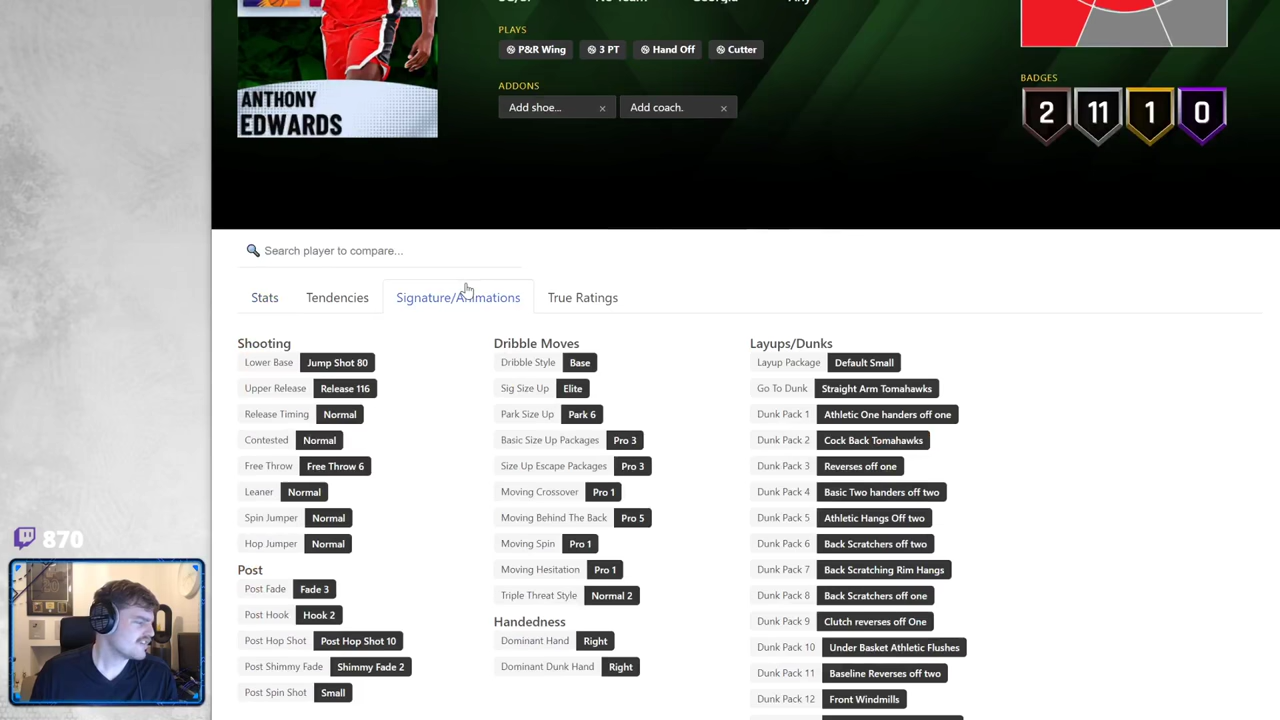 PLAYS
P&R Wing 3 PT Hand Off Cutter
ADDONS
Add shoe... × Add coach. ×
ANTHONY
EDWARDS
BADGES
2 11 1 0
Search player to compare...
Stats Tendencies Signature/Animations True Ratings
Shooting
Lower Base Jump Shot 80
Upper Release Release 116
Release Timing Normal
Contested Normal
Free Throw Free Throw 6
Leaner Normal
Spin Jumper Normal
Hop Jumper Normal
Post
Post Fade Fade 3
Post Hook Hook 2
Post Hop Shot Post Hop Shot 10
Post Shimmy Fade Shimmy Fade 2
Post Spin Shot Small
Dribble Moves
Dribble Style Base
Sig Size Up Elite
Park Size Up Park 6
Basic Size Up Packages Pro 3
Size Up Escape Packages Pro 3
Moving Crossover Pro 1
Moving Behind The Back Pro 5
Moving Spin Pro 1
Moving Hesitation Pro 1
Triple Threat Style Normal 2
Handedness
Dominant Hand Right
Dominant Dunk Hand Right
Layups/Dunks
Layup Package Default Small
Go To Dunk Straight Arm Tomahawks
Dunk Pack 1 Athletic One handers off one
Dunk Pack 2 Cock Back Tomahawks
Dunk Pack 3 Reverses off one
Dunk Pack 4 Basic Two handers off two
Dunk Pack 5 Athletic Hangs Off two
Dunk Pack 6 Back Scratchers off two
Dunk Pack 7 Back Scratching Rim Hangs
Dunk Pack 8 Back Scratchers off one
Dunk Pack 9 Clutch reverses off One
Dunk Pack 10 Under Basket Athletic Flushes
Dunk Pack 11 Baseline Reverses off two
Dunk Pack 12 Front Windmills
870